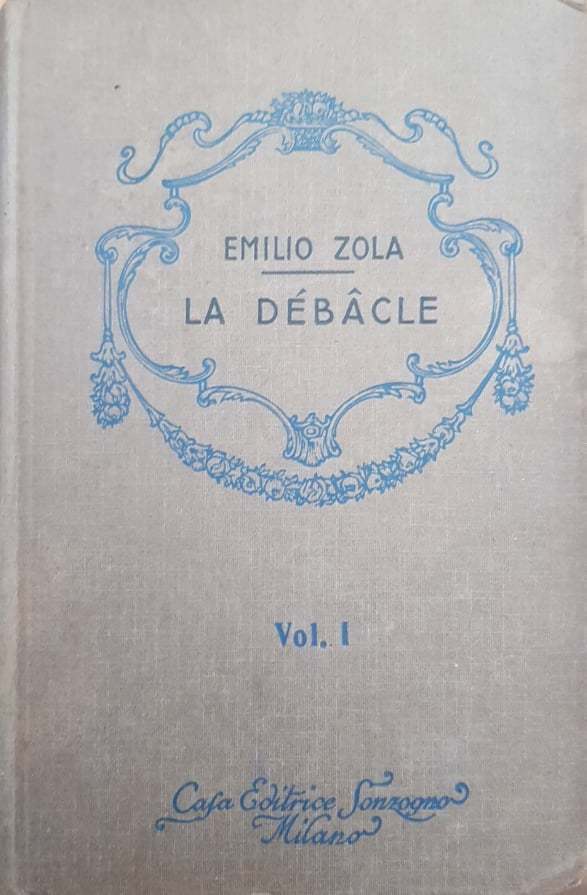 EMILIO ZOLA
LA DÉBÂCLE
Vol. I
Casa Editrice Sonzogno
Milano